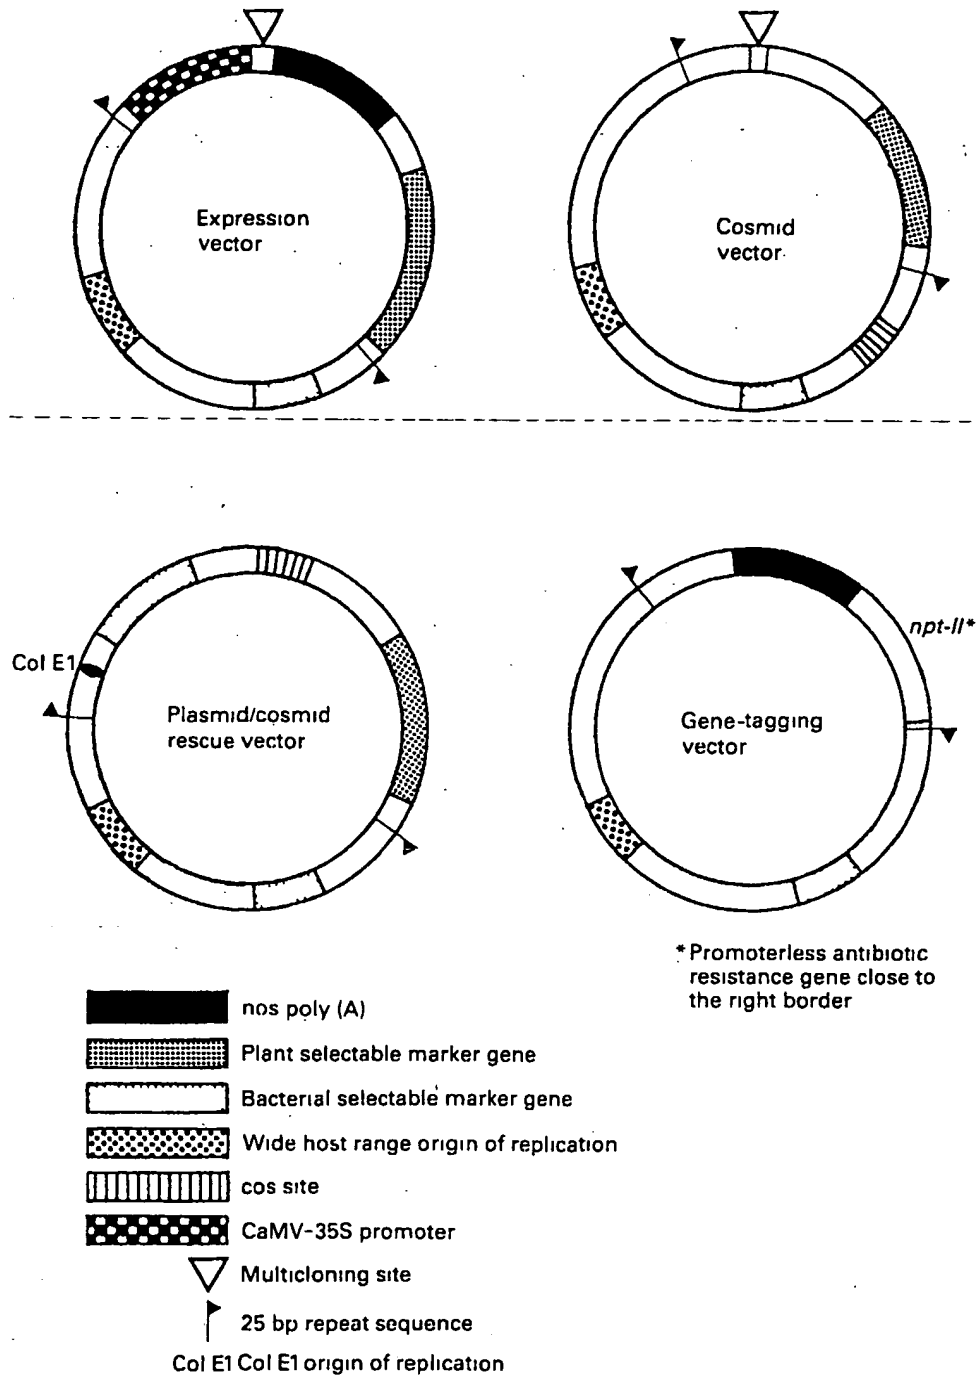 Expression
vector
Cosmid
vector
Col E1
Plasmid/cosmid
rescue vector
Gene-tagging
vector
npt-II*
* Promoterless antibiotic
resistance gene close to
the right border
nos poly (A)
Plant selectable marker gene
Bacterial selectable marker gene
Wide host range origin of replication
cos site
CaMV-35S promoter
Multicloning site
25 bp repeat sequence
Col E1 Col E1 origin of replication